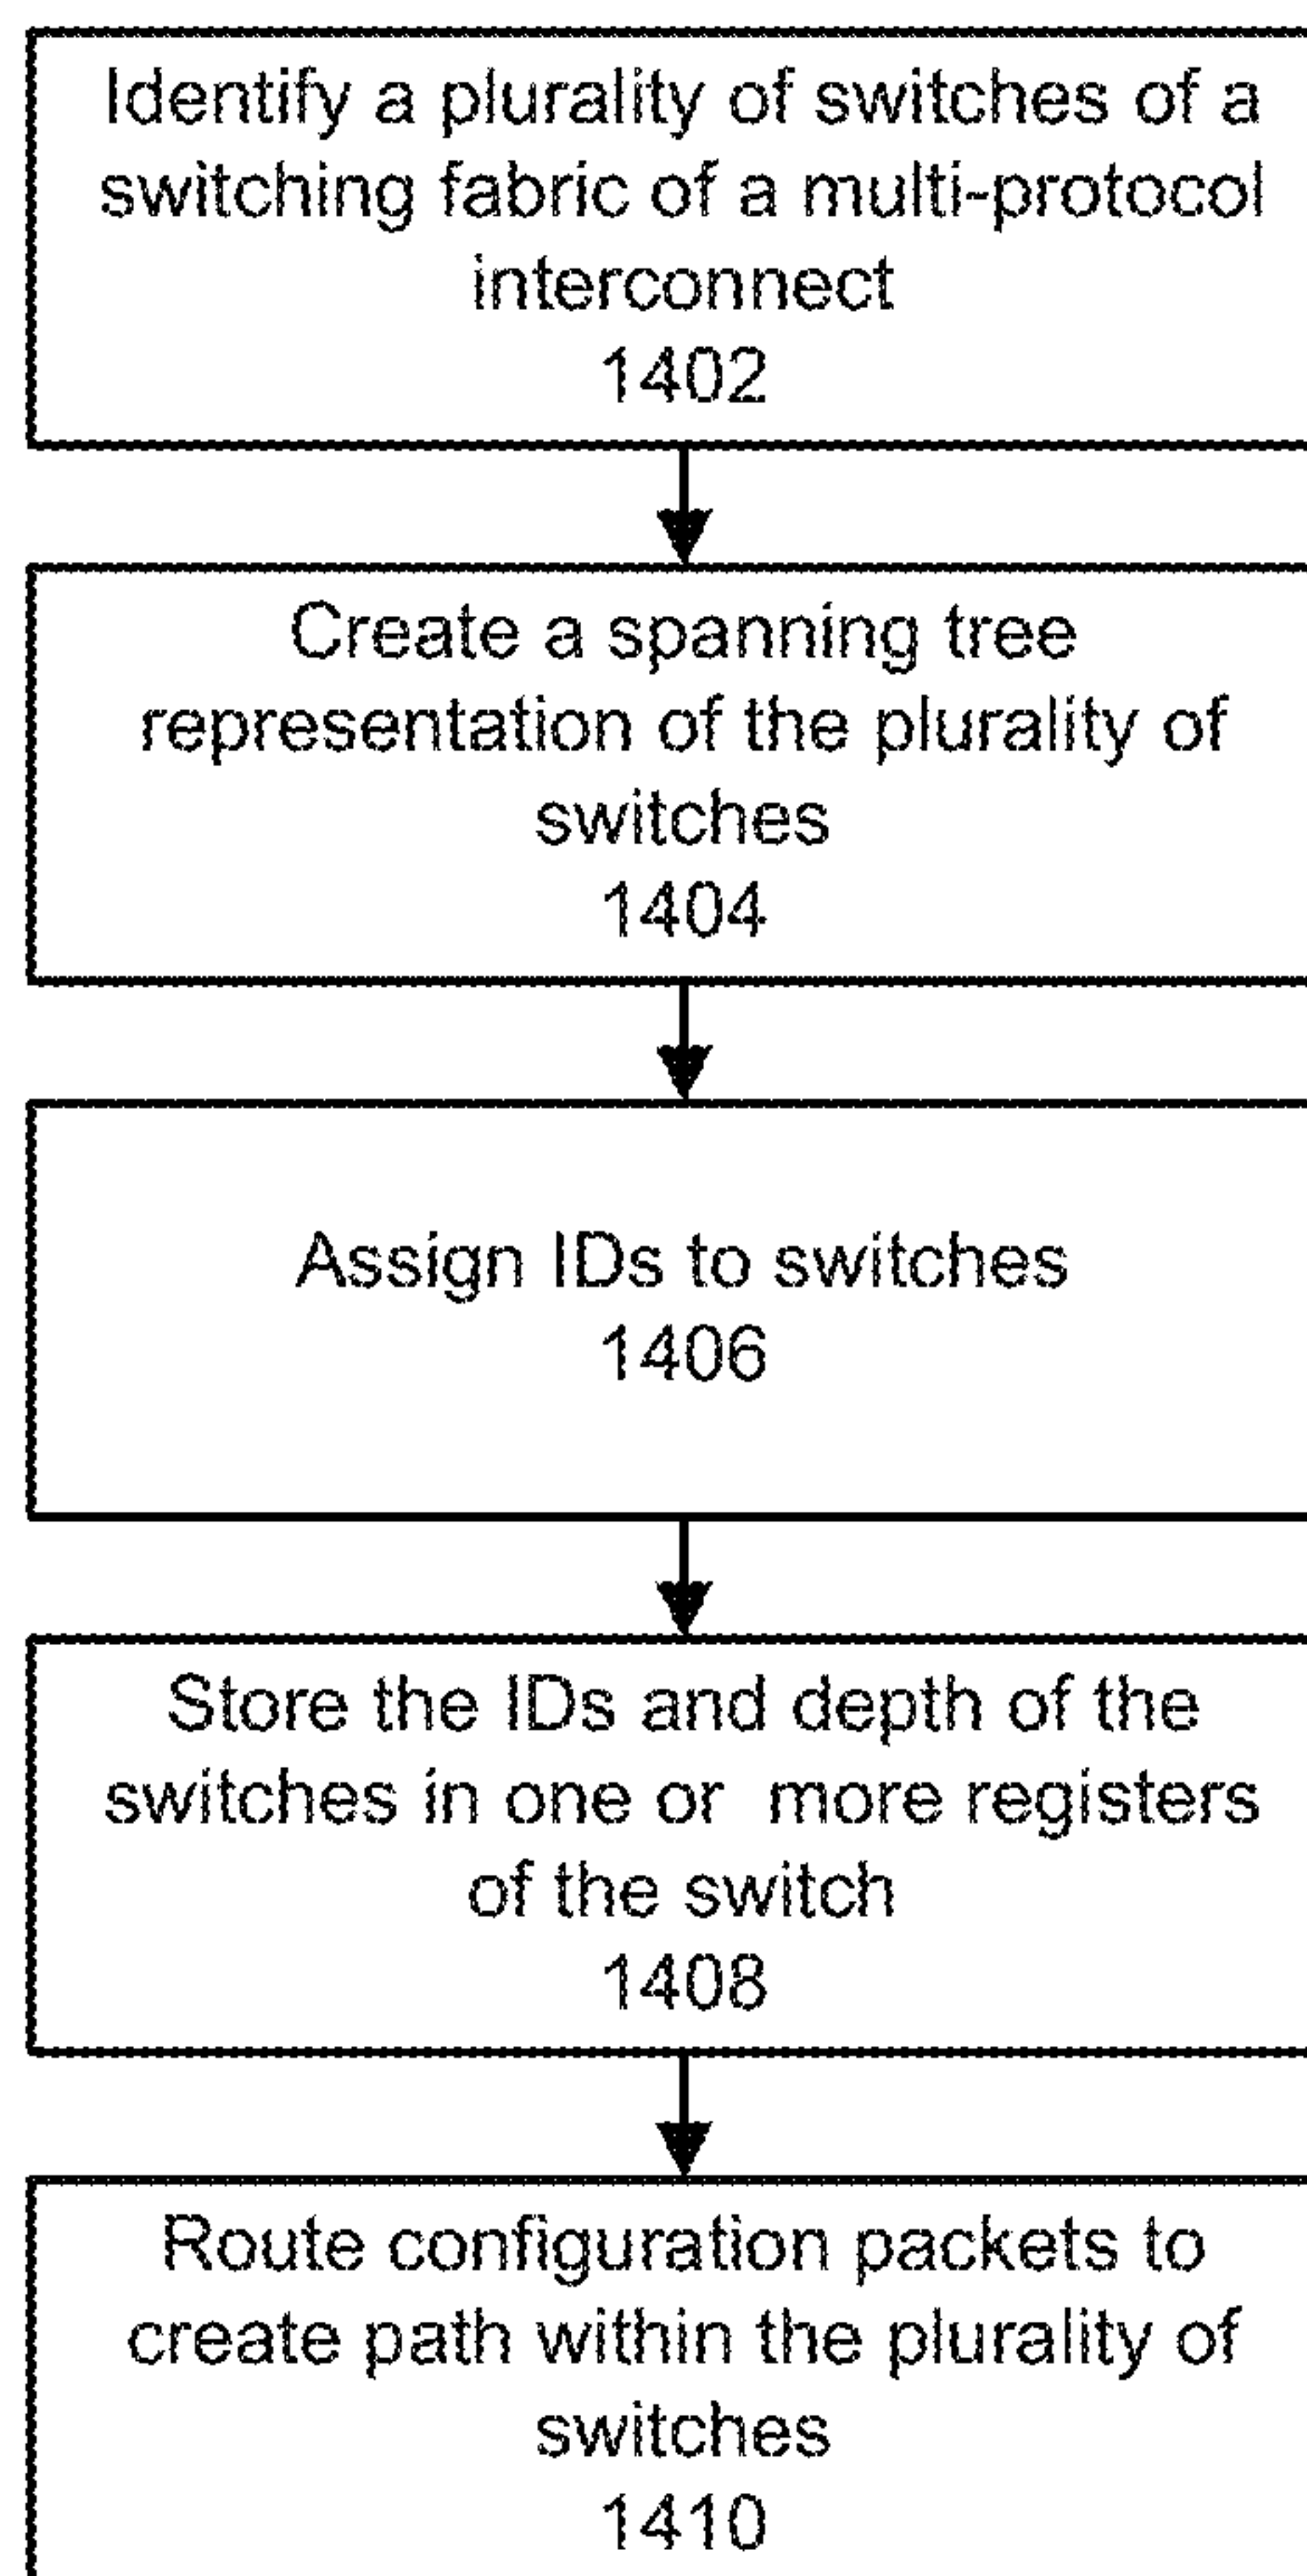 Identify a plurality of switches of a
switching fabric of a multi-protocol
interconnect
1402
Create a spanning tree
representation of the plurality of
switches
1404
Assign IDs to switches
1406
Store the IDs and depth of the
switches in one or more registers
of the switch
1408
Route configuration packets to
create path within the plurality of
switches
1410